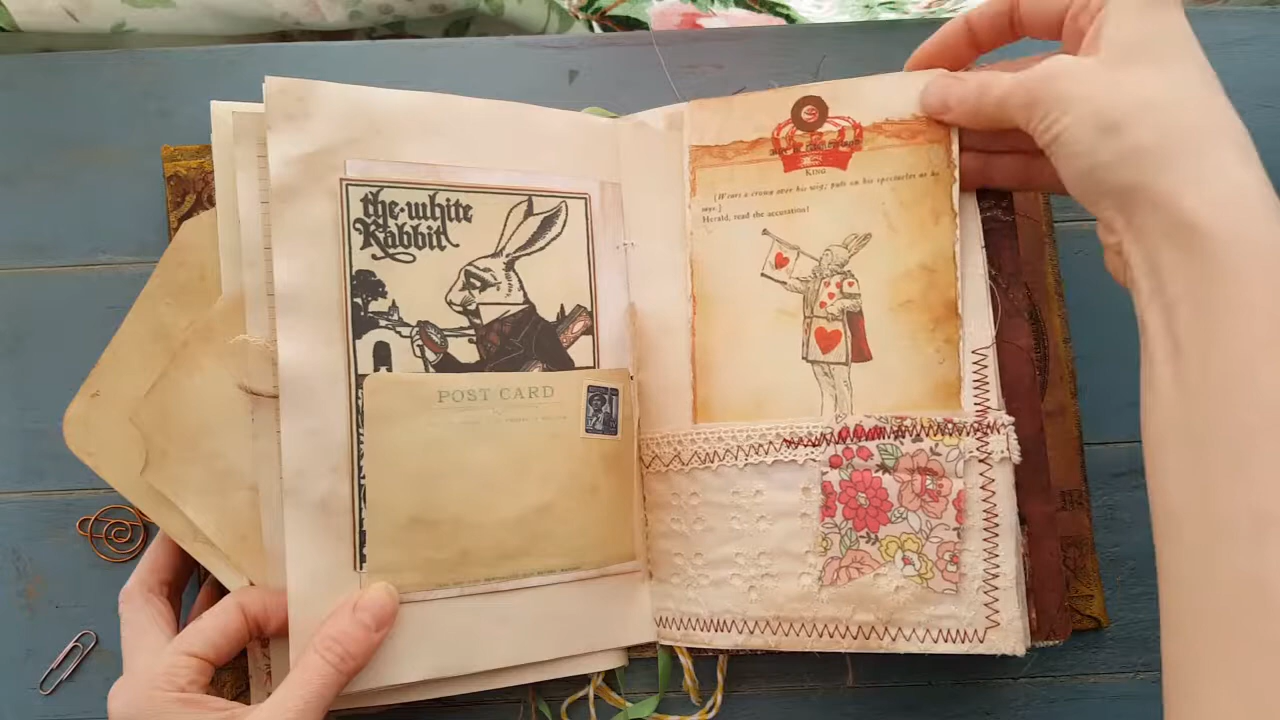 the white
Rabbit
POST CARD
KING
[Wears a crown over his wig; puts on his spectacles as he
says.]
Herald, read the accusation!